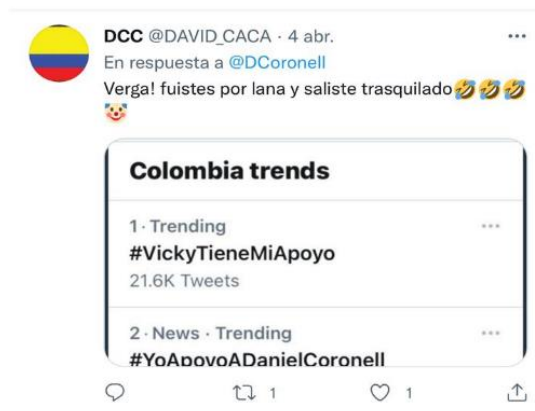 DCC @DAVID_CACA · 4 abr.
En respuesta a @DCoronell
Verga! fuistes por lana y saliste trasquilado🤣🤣🤣
🤡
Colombia trends
1 · Trending
#VickyTieneMiApoyo
21.6K Tweets
2 · News · Trending
#YoApoyoADanielCoronell
1
1